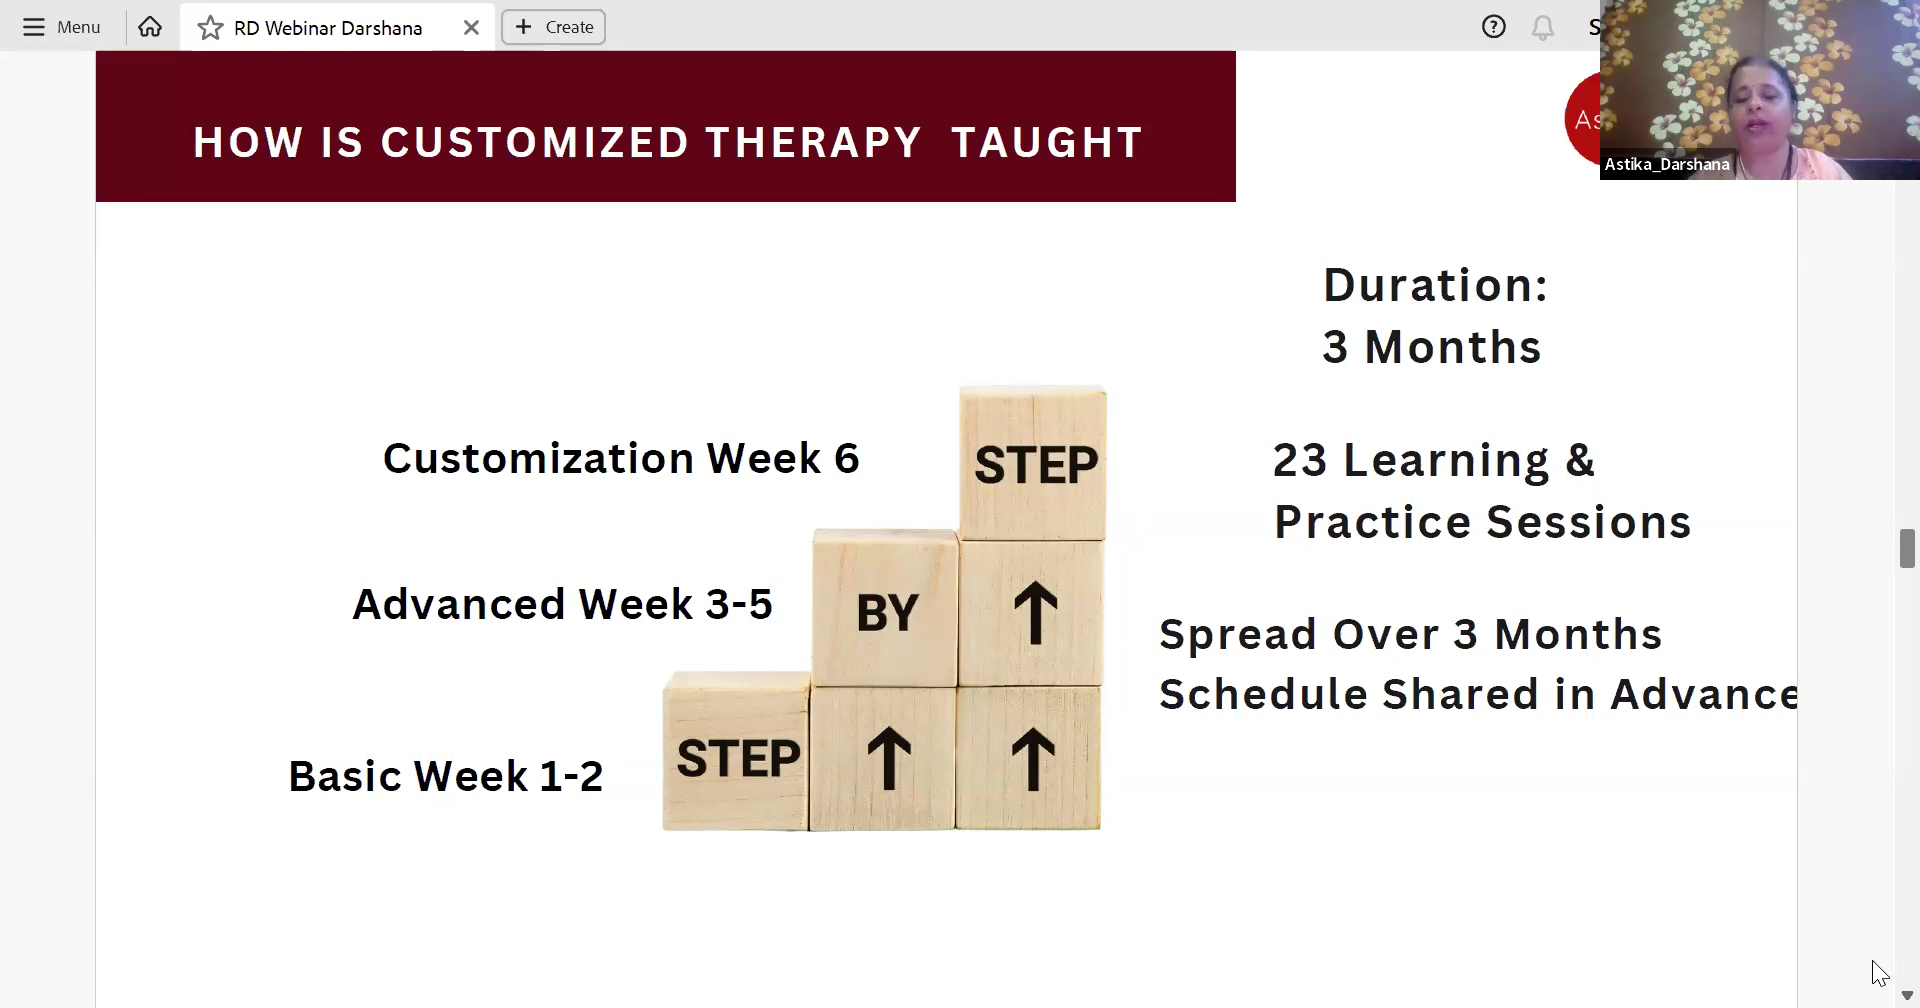 Menu
RD Webinar Darshana
Create
HOW IS CUSTOMIZED THERAPY TAUGHT
Astika_Darshana
Duration:
3 Months
Customization Week 6
STEP
23 Learning &
Practice Sessions
Advanced Week 3-5
BY
Spread Over 3 Months
Schedule Shared in Advance
Basic Week 1-2
STEP